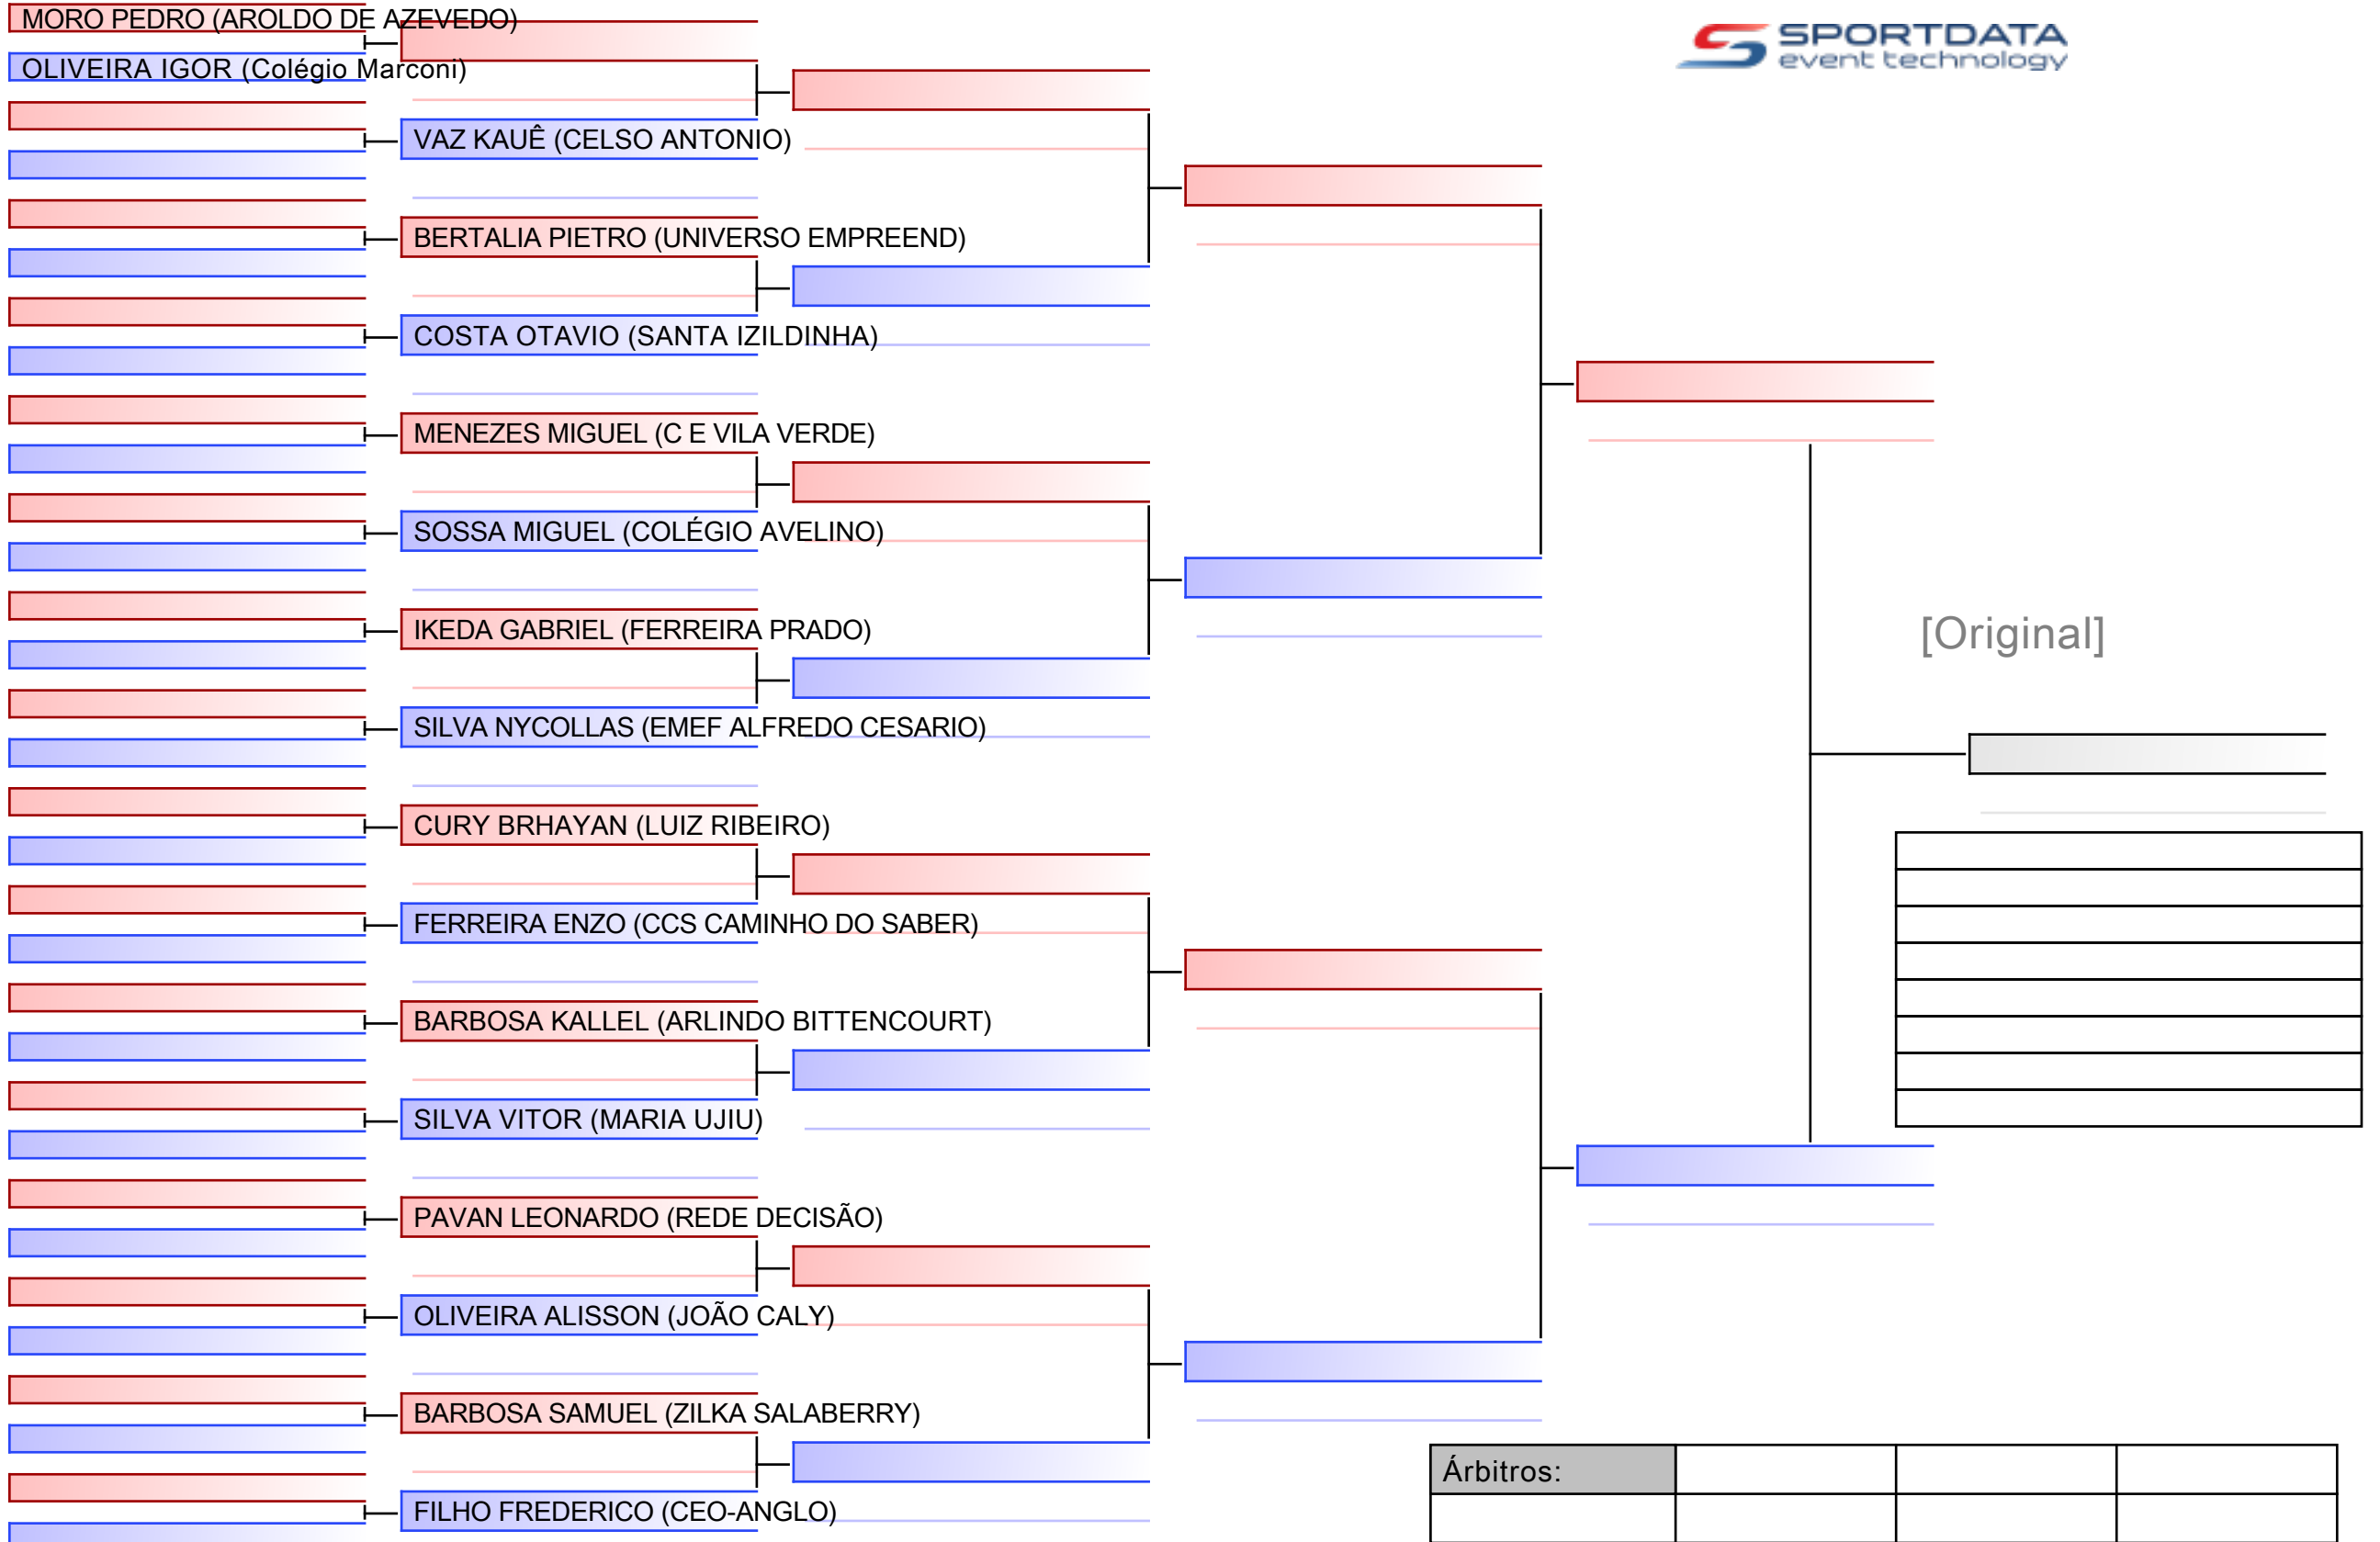 MORO PEDRO (AROLDO DE AZEVEDO)
OLIVEIRA IGOR (Colégio Marconi)
SPORTDATA
event technology
VAZ KAUÊ (CELSO ANTONIO)
BERTALIA PIETRO (UNIVERSO EMPREEND)
COSTA OTAVIO (SANTA IZILDINHA)
MENEZES MIGUEL (C E VILA VERDE)
SOSSA MIGUEL (COLÉGIO AVELINO)
IKEDA GABRIEL (FERREIRA PRADO)
[Original]
SILVA NYCOLLAS (EMEF ALFREDO CESARIO)
CURY BRHAYAN (LUIZ RIBEIRO)
FERREIRA ENZO (CCS CAMINHO DO SABER)
BARBOSA KALLEL (ARLINDO BITTENCOURT)
SILVA VITOR (MARIA UJIU)
PAVAN LEONARDO (REDE DECISÃO)
OLIVEIRA ALISSON (JOÃO CALY)
BARBOSA SAMUEL (ZILKA SALABERRY)
Árbitros:
FILHO FREDERICO (CEO-ANGLO)